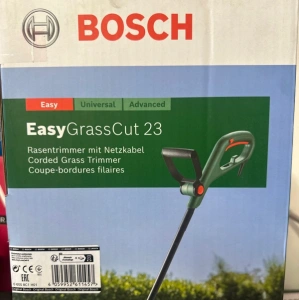 BOSCH
Easy Universal Advanced
EasyGrassCut 23
Rasentrimmer mit Netzkabel
Corded Grass Trimmer
Coupe-bordures filaires